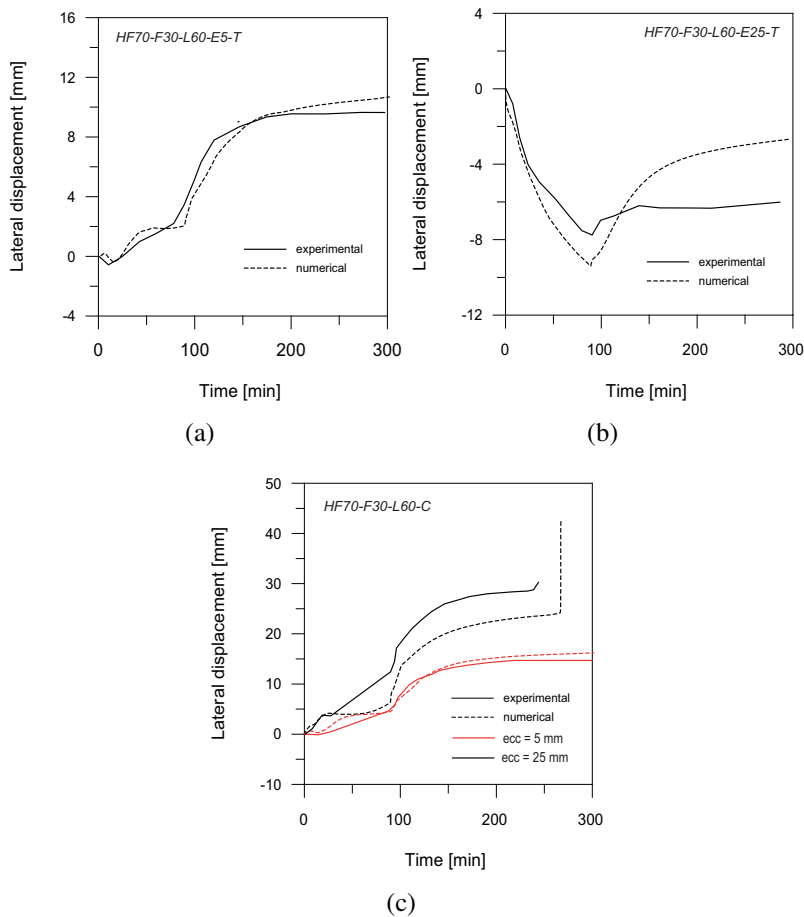 16
12
8
4
0
-4
Lateral displacement [mm]
HF70-F30-L60-E5-T
experimental
numerical
0
100
200
300
Time [min]
(a)
4
0
-4
-8
-12
Lateral displacement [mm]
HF70-F30-L60-E25-T
experimental
numerical
0
100
200
300
Time [min]
(b)
50
40
30
20
10
0
-10
Lateral displacement [mm]
HF70-F30-L60-C
experimental
numerical
ecc = 5 mm
ecc = 25 mm
0
100
200
300
Time [min]
(c)